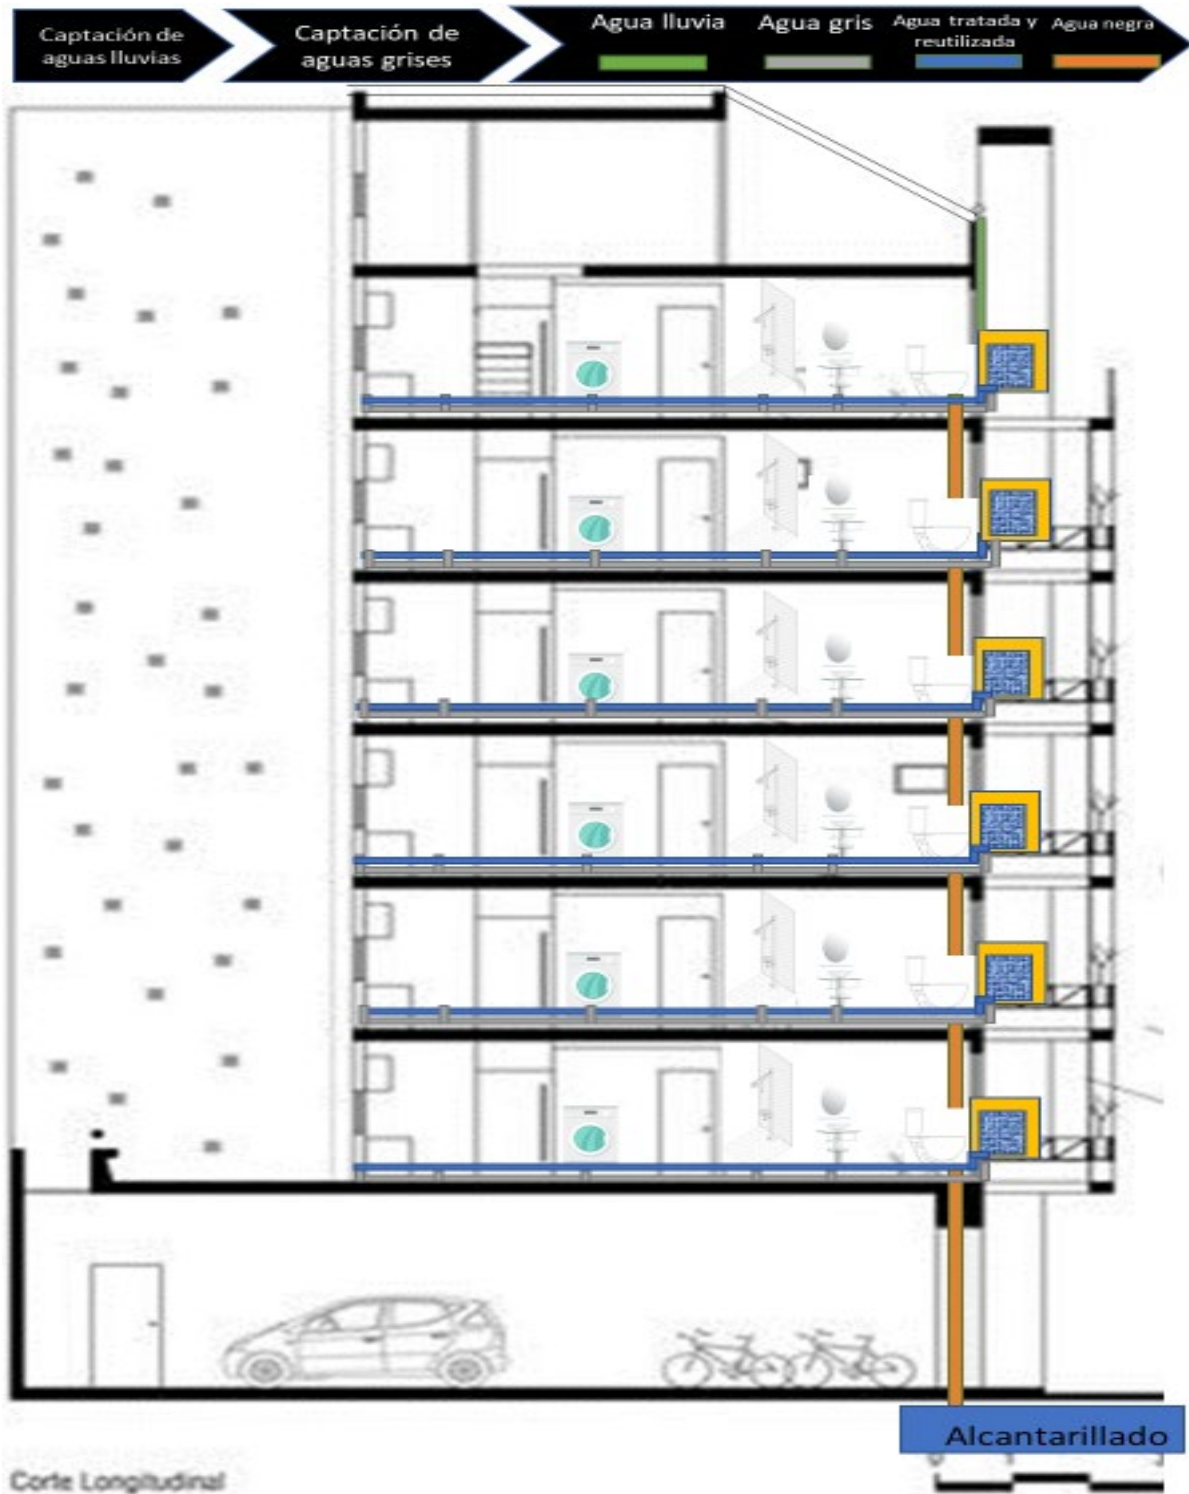 Captación de
aguas lluvias
Captación de
aguas grises
Agua lluvia
Agua gris
Agua tratada y
reutilizada
Agua negra
Alcantarillado
Corte Longitudinal